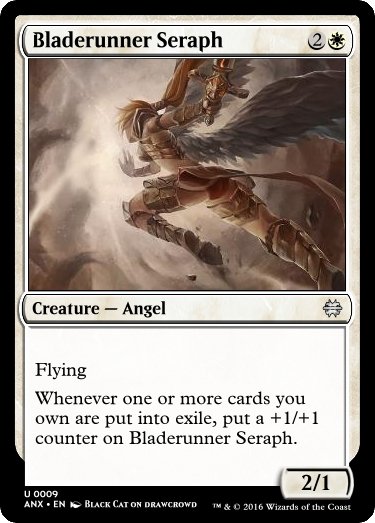 Bladerunner Seraph 2
Creature — Angel
Flying
Whenever one or more cards you
own are put into exile, put a +1/+1
counter on Bladerunner Seraph.
2/1
U 0009
ANX • EN Black Cat on drawcrowd ™ & © 2016 Wizards of the Coast